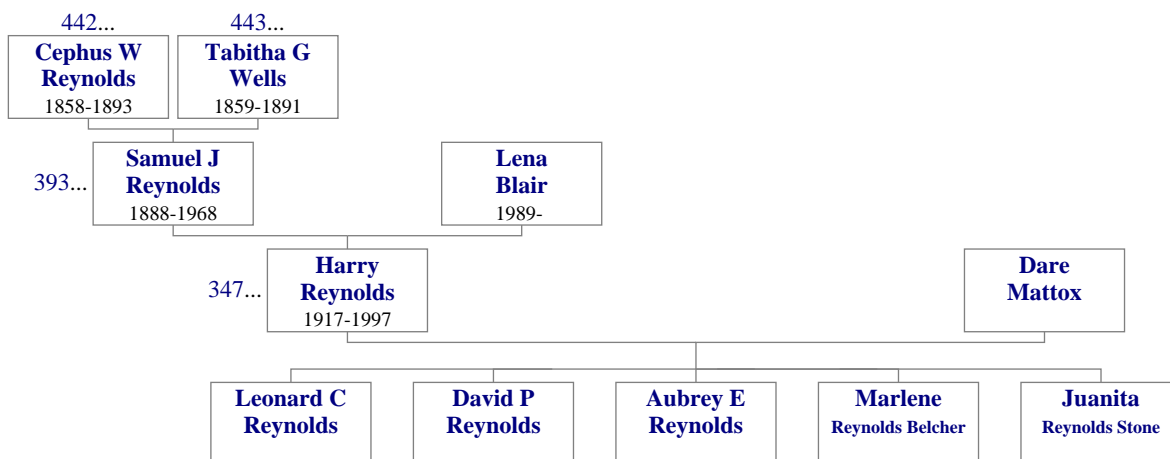 442...
443...
Cephus W
Reynolds
1858-1893
Tabitha G
Wells
1859-1891
393...
Samuel J
Reynolds
1888-1968
Lena
Blair
1989-
347...
Harry
Reynolds
1917-1997
Dare
Mattox
Leonard C
Reynolds
David P
Reynolds
Aubrey E
Reynolds
Marlene
Reynolds Belcher
Juanita
Reynolds Stone